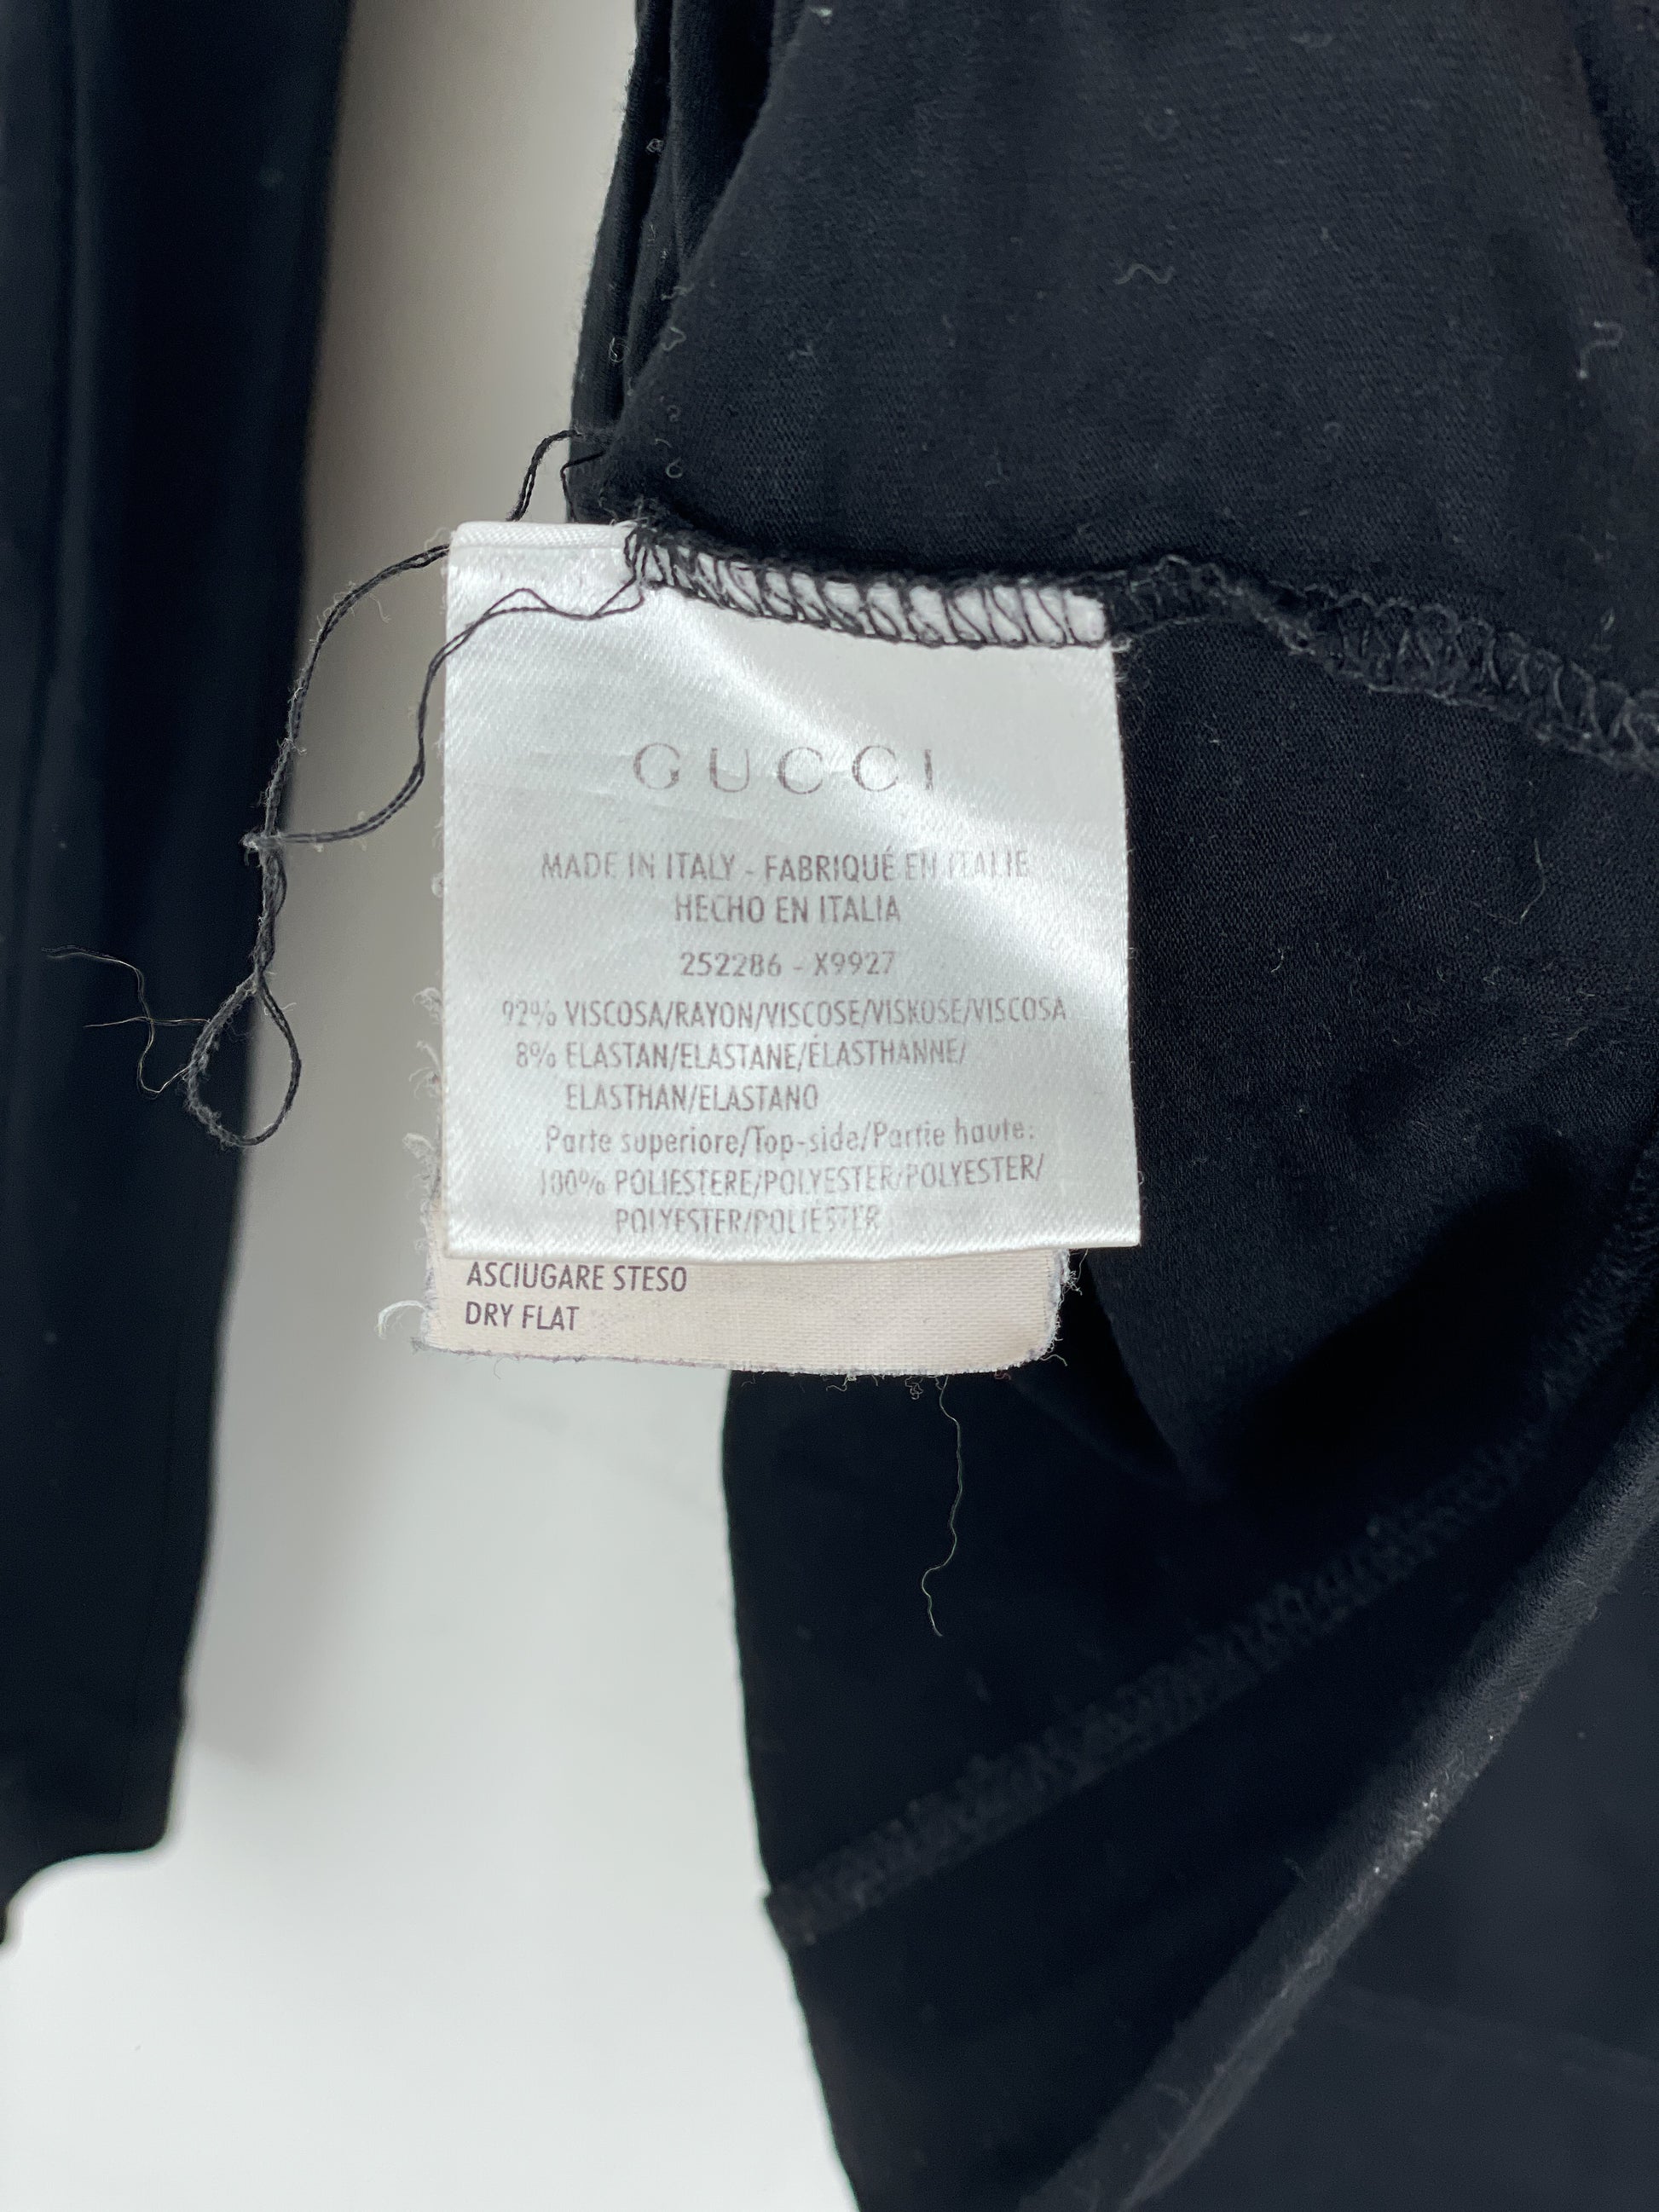 GUCCI
MADE IN ITALY - FABRIQUÉ EN ITALIE
HECHO EN ITALIA
252286 - X9927
92% VISCOSA/RAYON/VISCOSE/VISKOSE/VISCOSA
8% ELASTAN/ELASTANE/ÉLASTHANNE/
ELASTHAN/ELASTANO
Parte superiore/Top-side/Partie haute:
100% POLIESTERE/POLYESTER/POLYESTER/
POLYESTER/POLIÉSTER
ASCIUGARE STESO
DRY FLAT